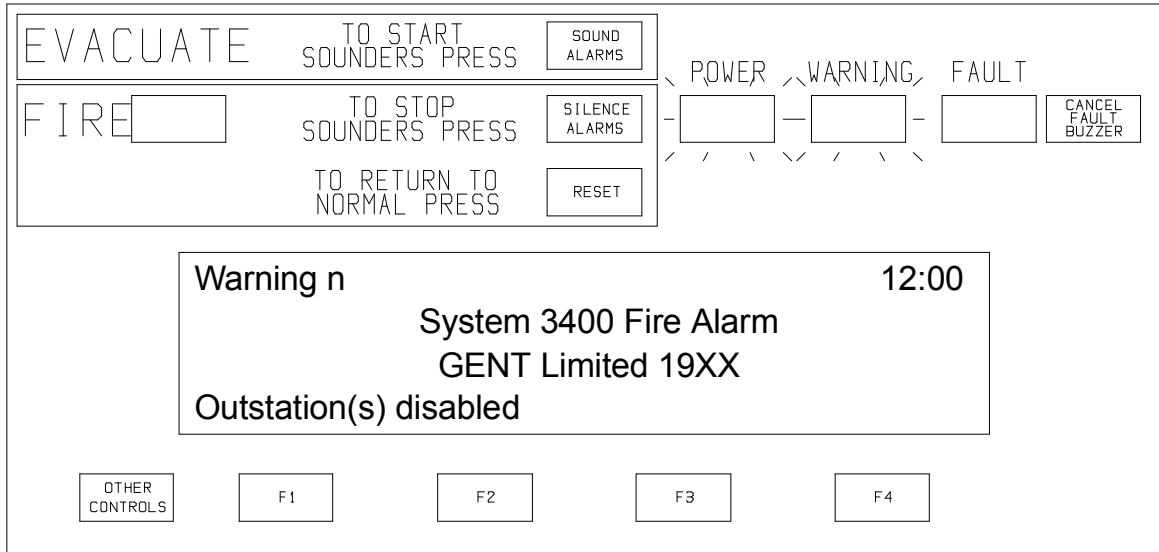 EVACUATE
TO START
SOUNDERS PRESS
SOUND
ALARMS
FIRE
TO STOP
SOUNDERS PRESS
SILENCE
ALARMS
TO RETURN TO
NORMAL PRESS
RESET
POWER
WARNING
FAULT
CANCEL
FAULT
BUZZER
Warning n 12:00
System 3400 Fire Alarm
GENT Limited 19XX
Outstation(s) disabled
OTHER
CONTROLS
F1
F2
F3
F4